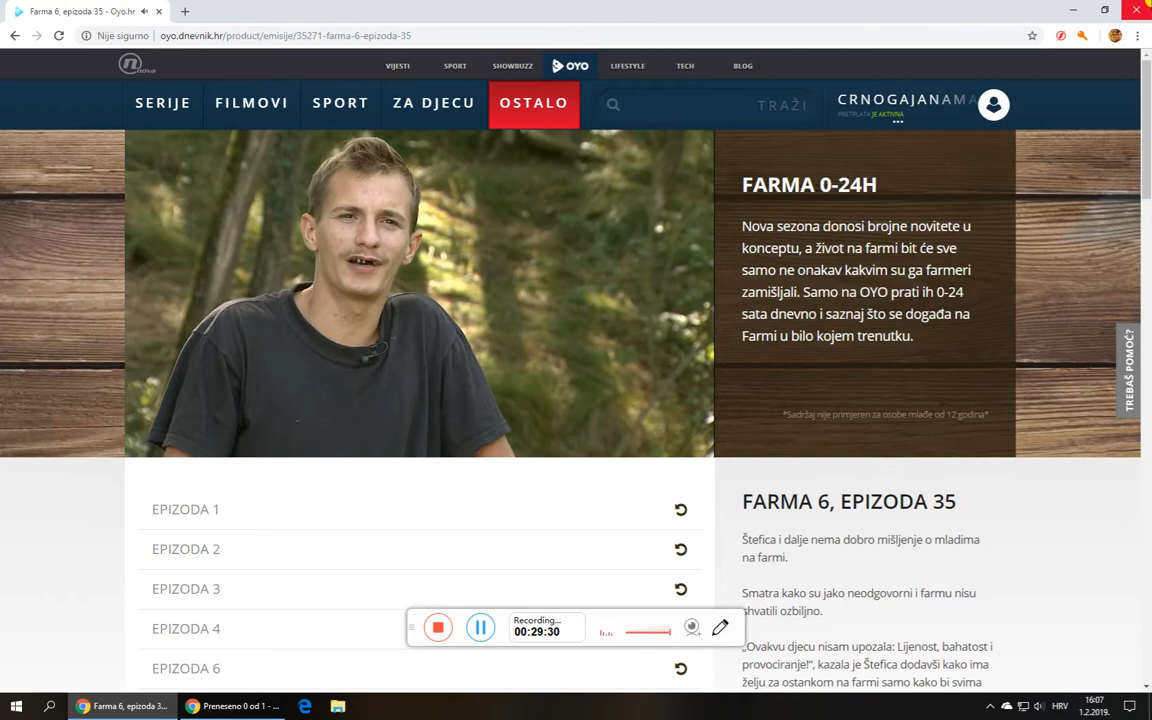 Farma 6, epizoda 35 - Oyo.hr
Nije sigurno | oyo.dnevnik.hr/product/emisije/35271-farma-6-epizoda-35
nova VIJESTI SPORT SHOWBUZZ OYO LIFESTYLE TECH BLOG
SERIJE FILMOVI SPORT ZA DJECU OSTALO TRAŽI CRNOGAJANAMA
PRETPLATA JE AKTIVNA
FARMA 0-24H
Nova sezona donosi brojne novitete u
konceptu, a život na farmi bit će sve
samo ne onakav kakvim su ga farmeri
zamišljali. Samo na OYO prati ih 0-24
sata dnevno i saznaj što se događa na
Farmi u bilo kojem trenutku.
*Sadržaj nije primjeren za osobe mlađe od 12 godina*
TREBAŠ POMOĆ?
EPIZODA 1
EPIZODA 2
EPIZODA 3
EPIZODA 4
EPIZODA 6
FARMA 6, EPIZODA 35
Štefica i dalje nema dobro mišljenje o mladima
na farmi.
Smatra kako su jako neodgovorni i farmu nisu
shvatili ozbiljno.
„Ovakvu djecu nisam upozala: Lijenost, bahatost i
provociranje!“, kazala je Štefica dodavši kako ima
želju za ostankom na farmi samo kako bi svima
Recording...
00:29:30
Farma 6, epizoda 3...
Preneseno 0 od 1 - ...
HRV
16:07
1.2.2019.